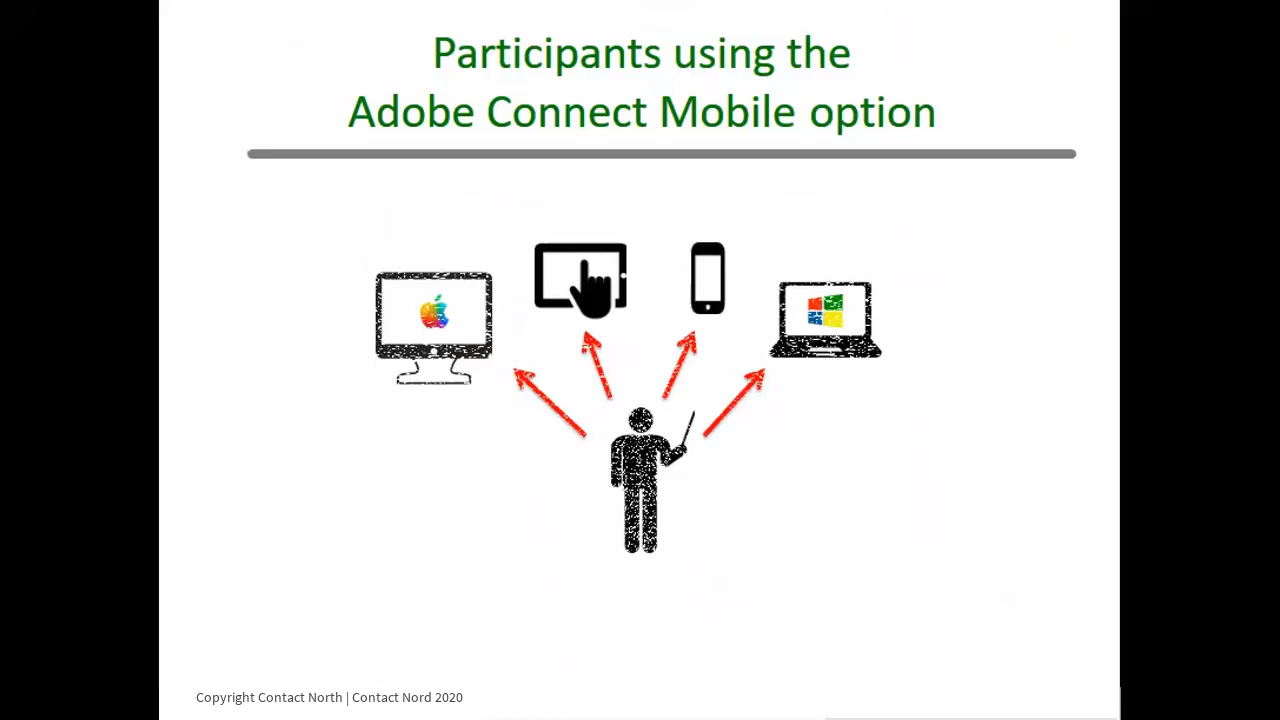 Participants using the
Adobe Connect Mobile option
Copyright Contact North | Contact Nord 2020